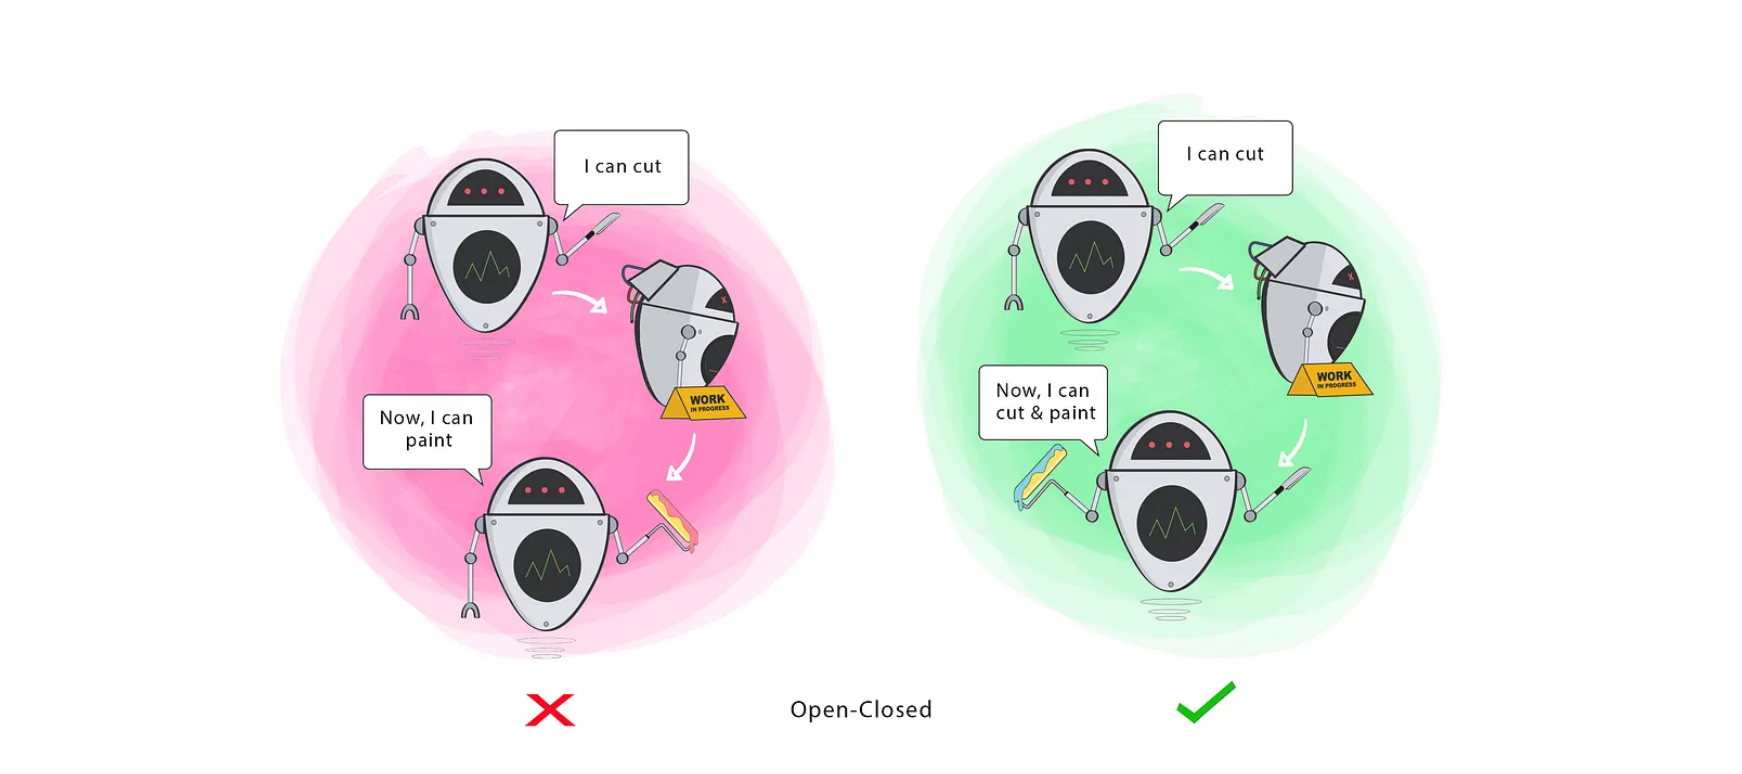 I can cut
WORK
IN PROGRESS
Now, I can
paint
I can cut
WORK
IN PROGRESS
Now, I can
cut & paint
Open-Closed